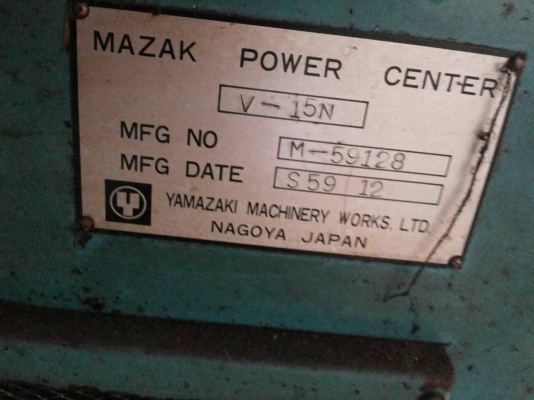 MAZAK POWER CENTER
V-15N
MFG NO M-59128
MFG DATE S59 12
YAMAZAKI MACHINERY WORKS, LTD.
NAGOYA JAPAN